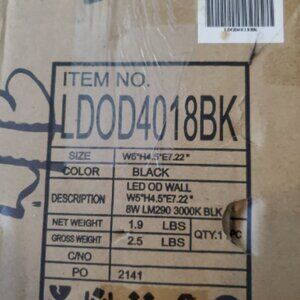 LDOD4018BK
ITEM NO.
LDOD4018BK
SIZE W5"H4.5"E7.22"
COLOR BLACK
DESCRIPTION LED OD WALL
W5"H4.5"E7.22"
8W LM290 3000K BLK
NET WEIGHT 1.9 LBS
GROSS WEIGHT 2.5 LBS QTY.1 PC
C/NO
PO 2141